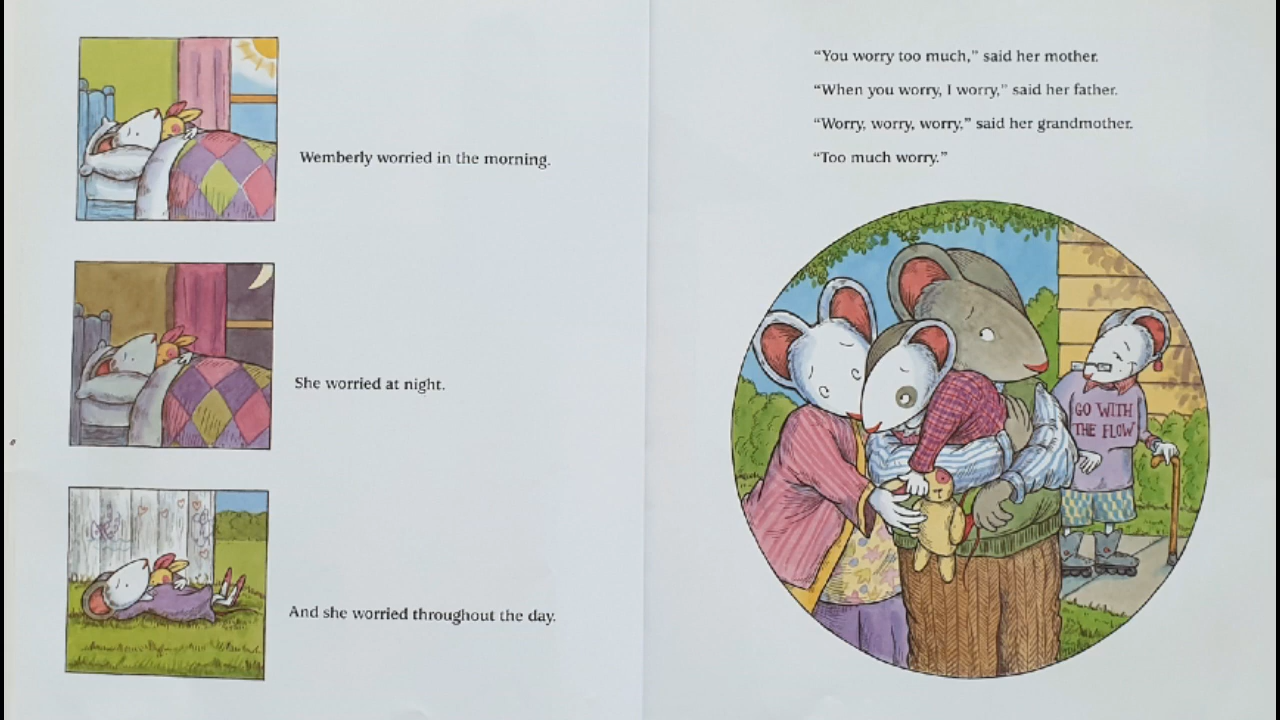 Wemberly worried in the morning.
She worried at night.
And she worried throughout the day.
“You worry too much,” said her mother.
“When you worry, I worry,” said her father.
“Worry, worry, worry,” said her grandmother.
“Too much worry.”
GO WITH
THE FLOW